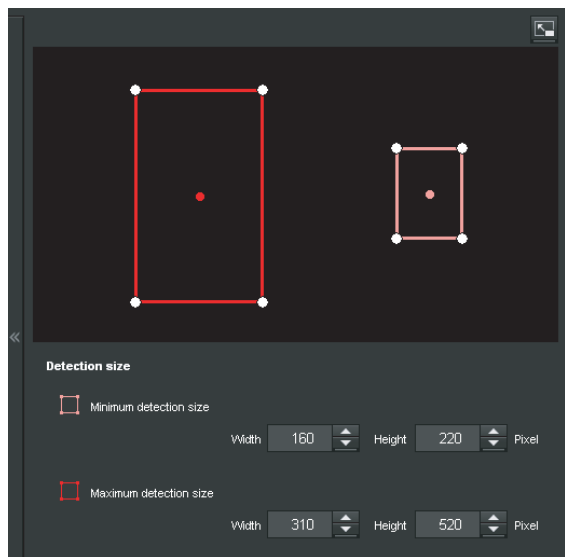 Detection size
Minimum detection size
Width 160 Height 220 Pixel
Maximum detection size
Width 310 Height 520 Pixel